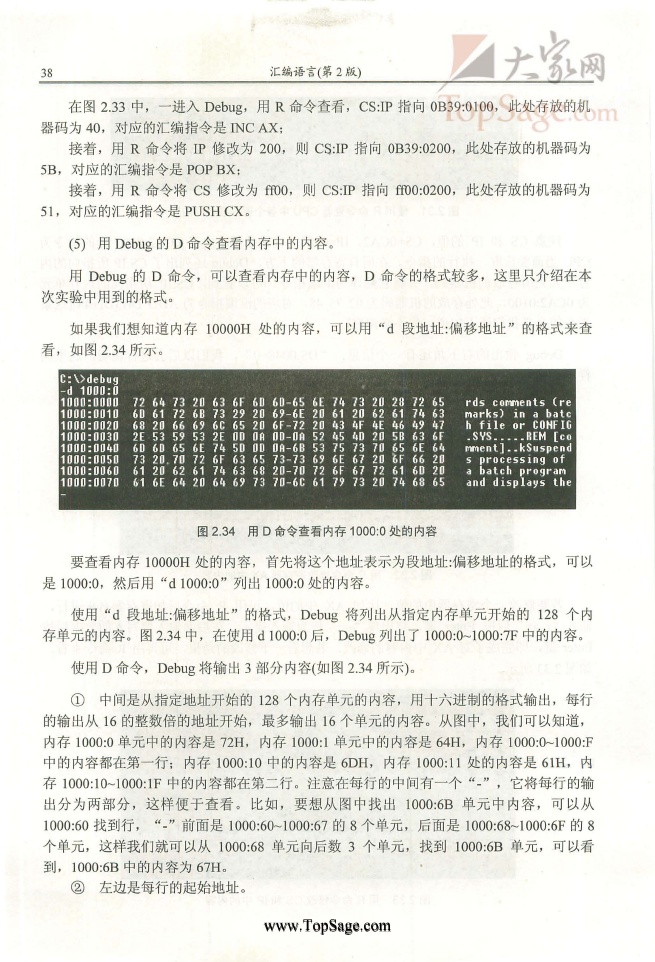 大家网
TopSage.com
38
汇编语言(第 2 版)
在图 2.33 中，一进入 Debug，用 R 命令查看，CS:IP 指向 0B39:0100，此处存放的机
器码为 40，对应的汇编指令是 INC AX；
接着，用 R 命令将 IP 修改为 200，则 CS:IP 指向 0B39:0200，此处存放的机器码为
5B，对应的汇编指令是 POP BX；
接着，用 R 命令将 CS 修改为 ff00，则 CS:IP 指向 ff00:0200，此处存放的机器码为
51，对应的汇编指令是 PUSH CX。
(5) 用 Debug 的 D 命令查看内存中的内容。
用 Debug 的 D 命令，可以查看内存中的内容，D 命令的格式较多，这里只介绍在本
次实验中用到的格式。
如果我们想知道内存 10000H 处的内容，可以用“d 段地址:偏移地址”的格式来查
看，如图 2.34 所示。
C:\>debug
-d 1000:0
1000:0000 72 64 73 20 63 6F 6D 6D-65 6E 74 73 20 28 72 65 rds comments (re
1000:0010 6D 61 72 6B 73 29 20 69-6E 20 61 20 62 61 74 63 marks) in a batc
1000:0020 68 20 66 69 6C 65 20 6F-72 20 43 4F 4E 46 49 47 h file or CONFIG
1000:0030 2E 53 59 53 2E 0D 0A 0D-0A 52 45 4D 20 5B 63 6F .SYS.....REM [co
1000:0040 6D 6D 65 6E 74 5D 0D 0A-6B 53 75 73 70 65 6E 64 mment]..kSuspend
1000:0050 73 20 70 72 6F 63 65 73-73 69 6E 67 20 6F 66 20 s processing of
1000:0060 61 20 62 61 74 63 68 20-70 72 6F 67 72 61 6D 20 a batch program
1000:0070 61 6E 64 20 64 69 73 70-6C 61 79 73 20 74 68 65 and displays the
-
图 2.34 用 D 命令查看内存 1000:0 处的内容
要查看内存 10000H 处的内容，首先将这个地址表示为段地址:偏移地址的格式，可以
是 1000:0，然后用“d 1000:0”列出 1000:0 处的内容。
使用“d 段地址:偏移地址”的格式，Debug 将列出从指定内存单元开始的 128 个内
存单元的内容。图 2.34 中，在使用 d 1000:0 后，Debug 列出了 1000:0~1000:7F 中的内容。
使用 D 命令，Debug 将输出 3 部分内容(如图 2.34 所示)。
① 中间是从指定地址开始的 128 个内存单元的内容，用十六进制的格式输出，每行
的输出从 16 的整数倍的地址开始，最多输出 16 个单元的内容。从图中，我们可以知道，
内存 1000:0 单元中的内容是 72H，内存 1000:1 单元中的内容是 64H，内存 1000:0~1000:F
中的内容都在第一行；内存 1000:10 中的内容是 6DH，内存 1000:11 处的内容是 61H，内
存 1000:10~1000:1F 中的内容都在第二行。注意在每行的中间有一个“-”，它将每行的输
出分为两部分，这样便于查看。比如，要想从图中找出 1000:6B 单元中内容，可以从
1000:60 找到行，“-”前面是 1000:60~1000:67 的 8 个单元，后面是 1000:68~1000:6F 的 8
个单元，这样我们就可以从 1000:68 单元向后数 3 个单元，找到 1000:6B 单元，可以看
到，1000:6B 中的内容为 67H。
② 左边是每行的起始地址。
www.TopSage.com